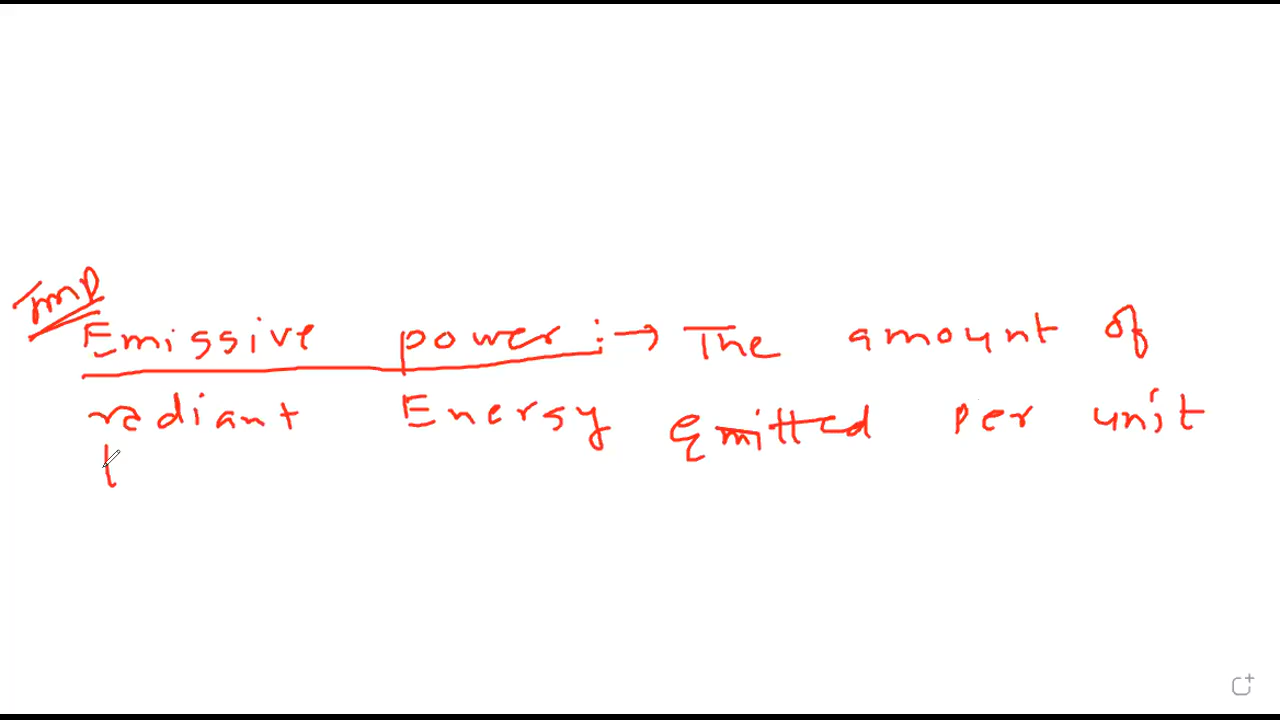 Imp
Emissive power :→ The amount of
radiant Energy Emitted per unit